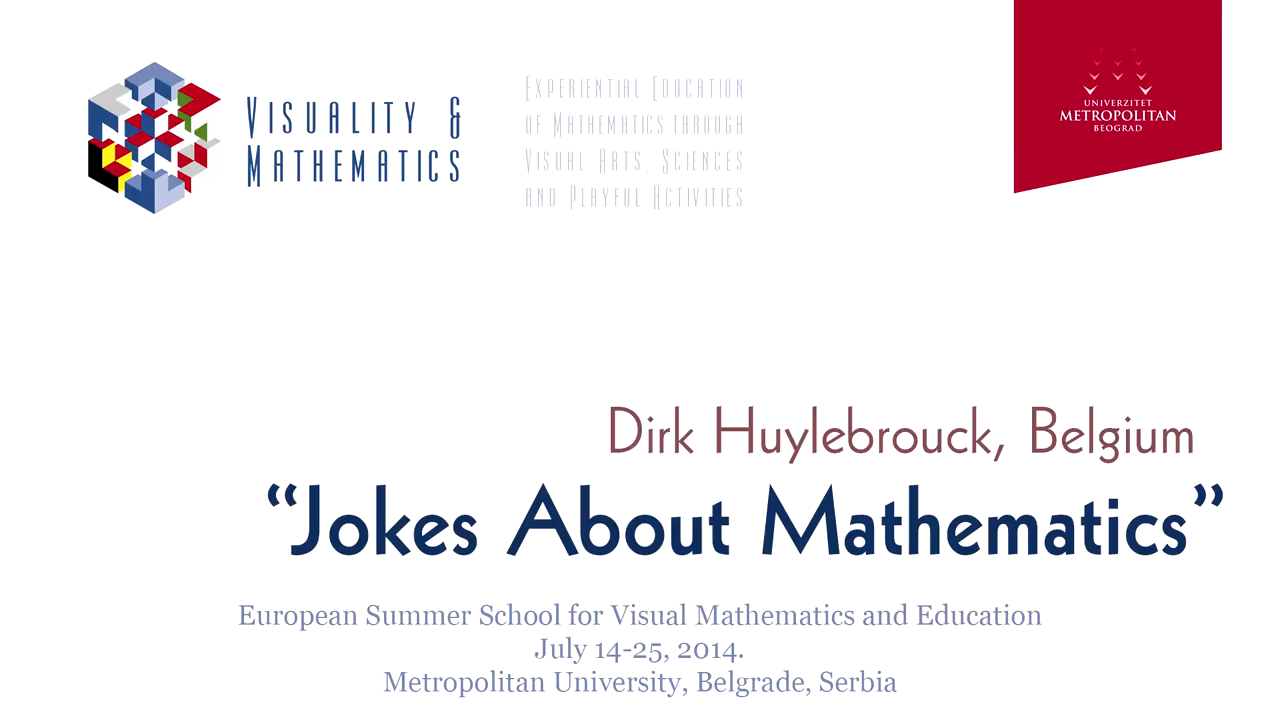 VISUALITY &
MATHEMATICS
EXPERIENTIAL EDUCATION
OF MATHEMATICS THROUGH
VISUAL ARTS, SCIENCES
AND PLAYFUL ACTIVITIES
UNIVERZITET
METROPOLITAN
BEOGRAD
Dirk Huylebrouck, Belgium
“Jokes About Mathematics”
European Summer School for Visual Mathematics and Education
July 14-25, 2014.
Metropolitan University, Belgrade, Serbia